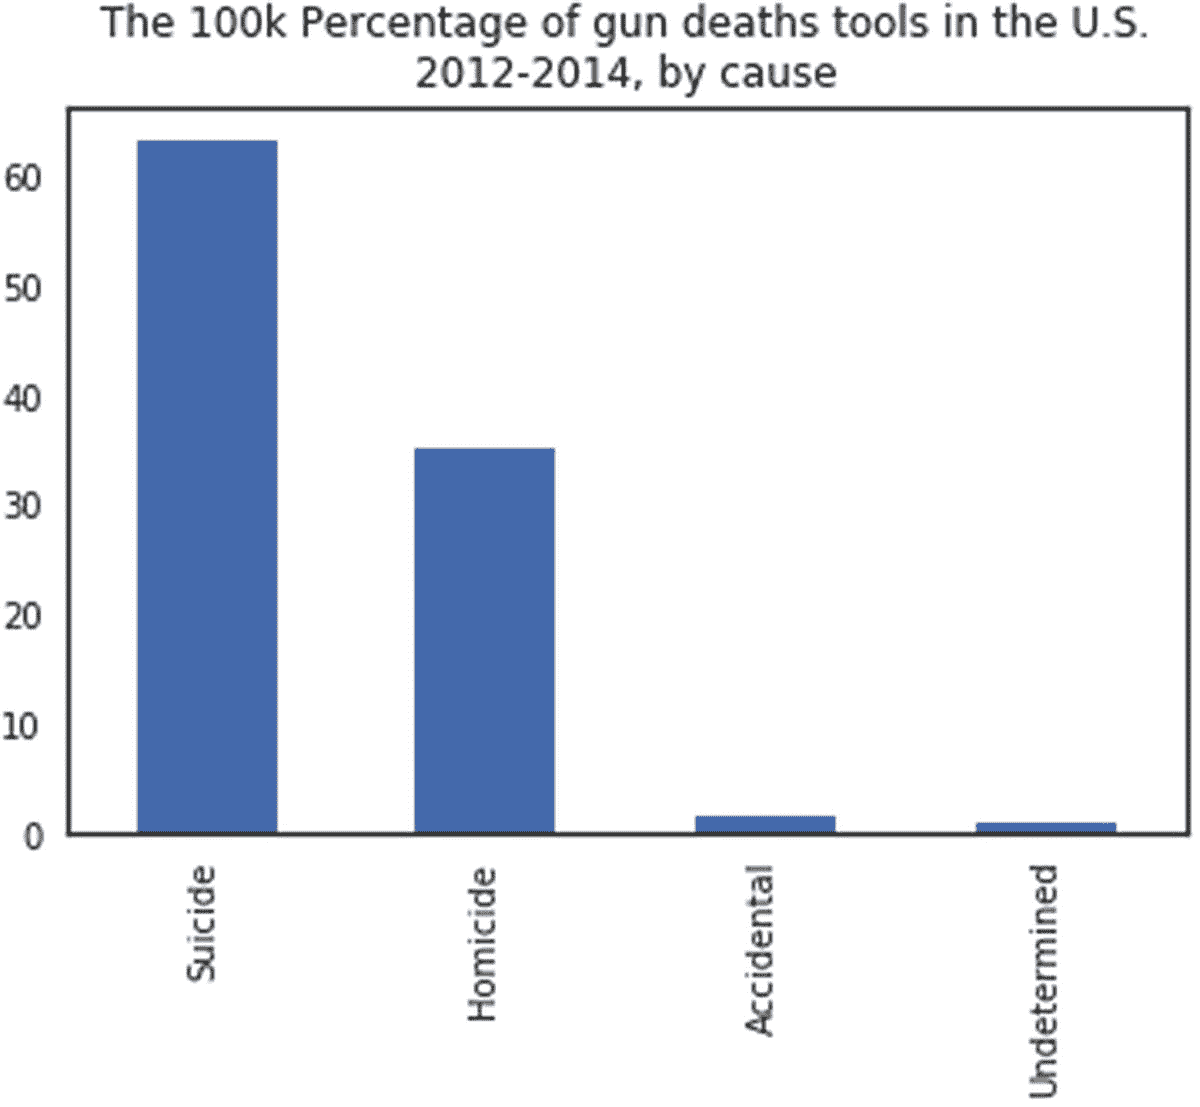 The 100k Percentage of gun deaths tools in the U.S.
2012-2014, by cause
60
50
40
30
20
10
0
Suicide
Homicide
Accidental
Undetermined